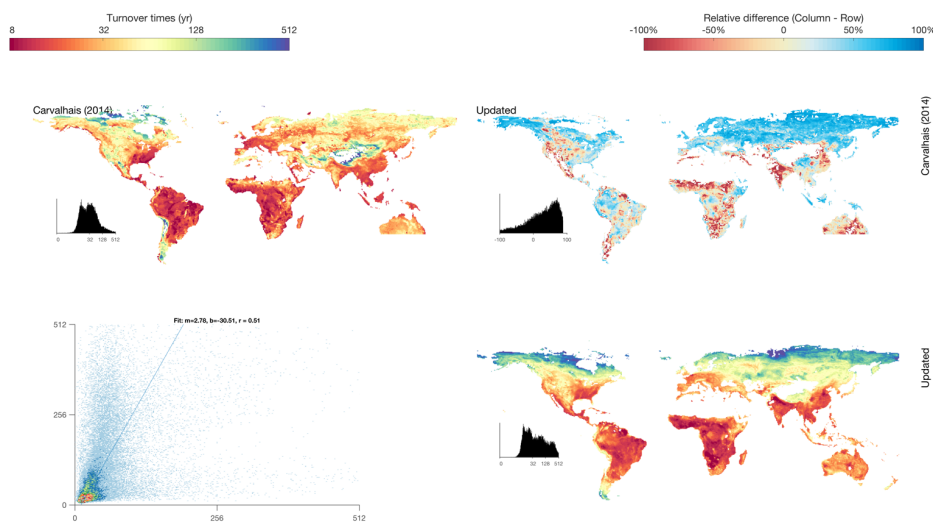 Turnover times (yr)
8 32 128 512
Relative difference (Column - Row)
-100% -50% 0 50% 100%
Carvalhais (2014)
0 32 128 512
Updated
-100 0 100
Carvalhais (2014)
Fit: m=2.78, b=-30.51, r = 0.51
512
256
0
0 256 512
0 32 128 512
Updated